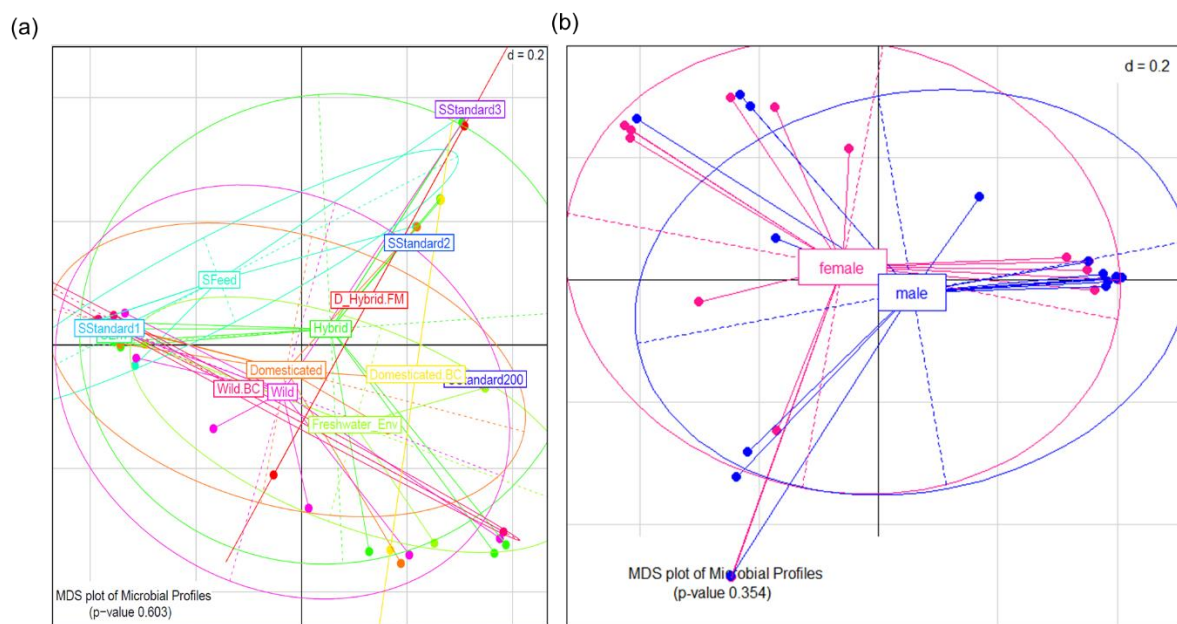 (a)
d = 0.2
SStandard3
SStandard2
SFeed
D_Hybrid.FM
SStandard1
Hybrid
Domesticated
Domesticated.BC
Standard200
Wild.BC
Wild
Freshwater_Env
MDS plot of Microbial Profiles
(p-value 0.603)
(b)
d = 0.2
female
male
MDS plot of Microbial Profiles
(p-value 0.354)